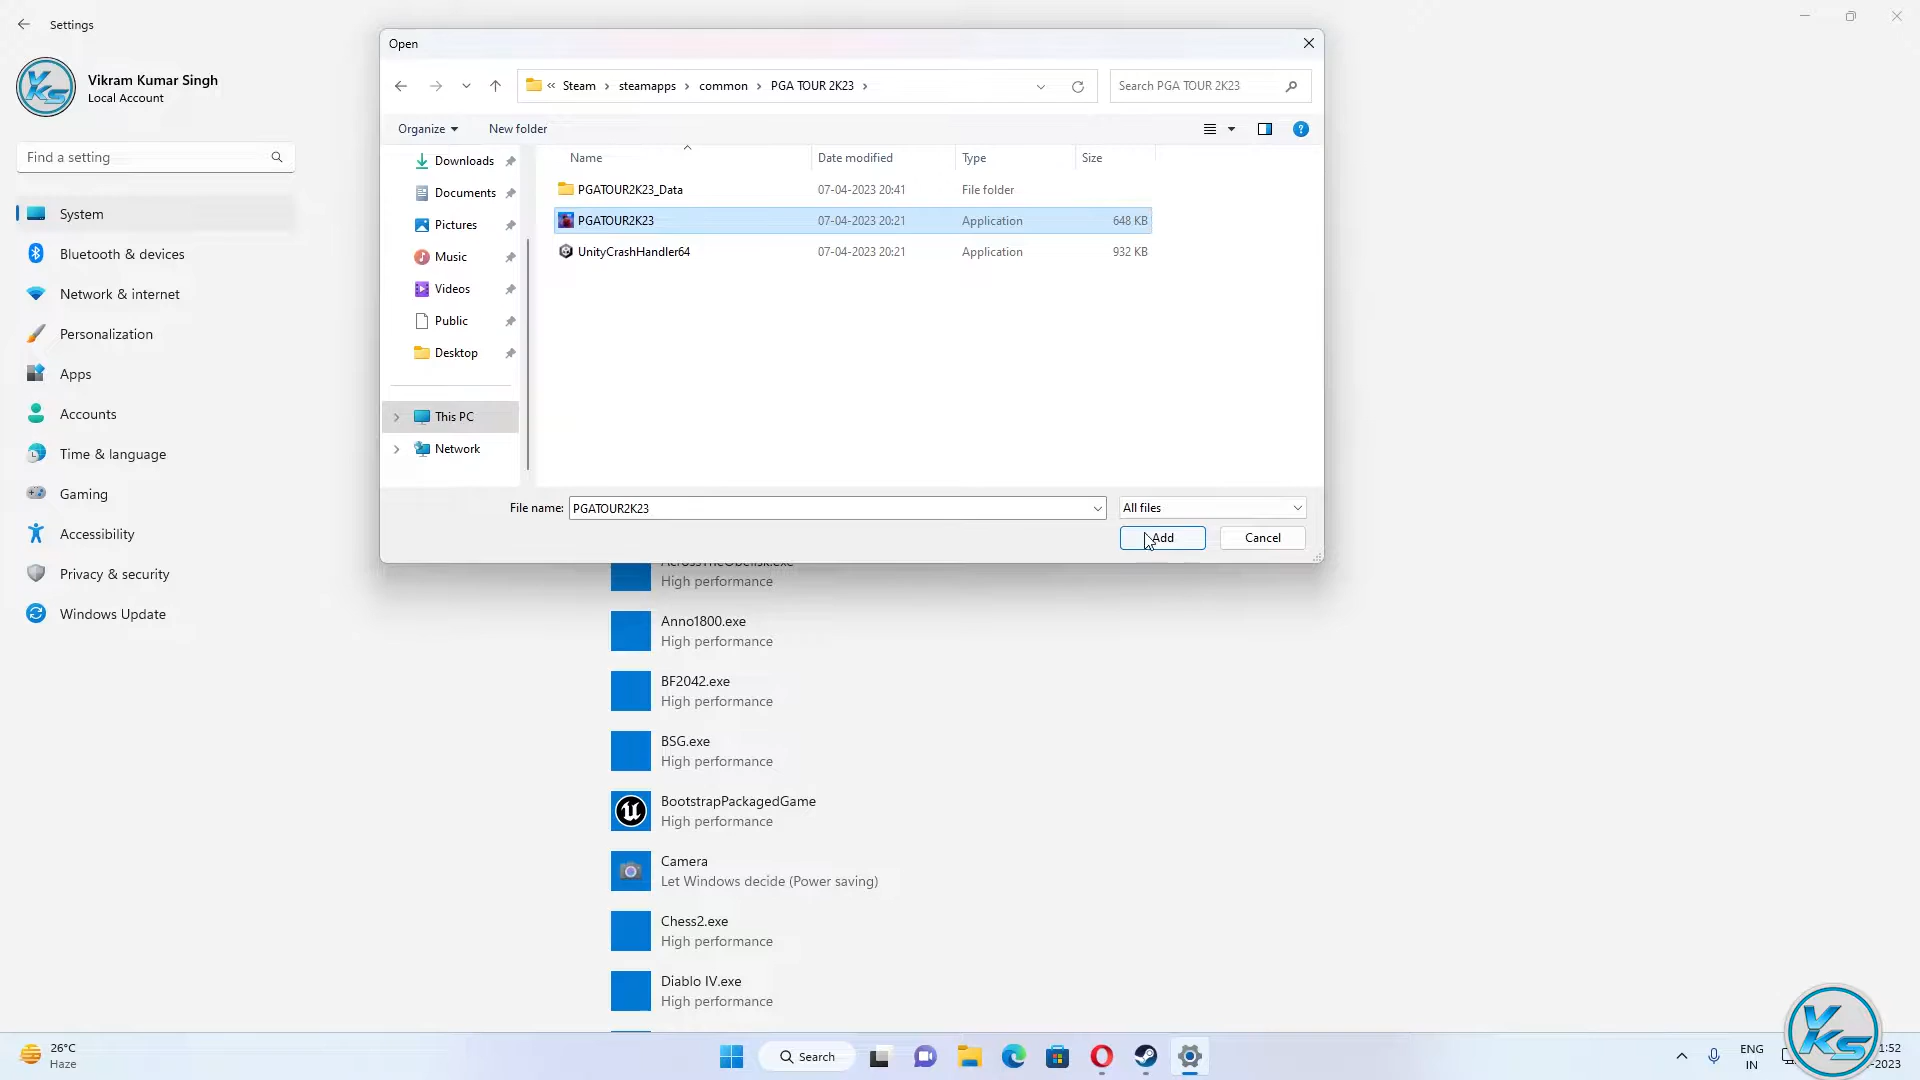 Settings
Vikram Kumar Singh
Local Account
Find a setting
System
Bluetooth & devices
Network & internet
Personalization
Apps
Accounts
Time & language
Gaming
Accessibility
Privacy & security
Windows Update
Open
« Steam > steamapps > common > PGA TOUR 2K23 >
Search PGA TOUR 2K23
Organize
New folder
Downloads
Documents
Pictures
Music
Videos
Public
Desktop
This PC
Network
Name Date modified Type Size
PGATOUR2K23_Data 07-04-2023 20:41 File folder
PGATOUR2K23 07-04-2023 20:21 Application 648 KB
UnityCrashHandler64 07-04-2023 20:21 Application 932 KB
File name: PGATOUR2K23
All files
Add
Cancel
AcrossTheObelisk.exe
High performance
Anno1800.exe
High performance
BF2042.exe
High performance
BSG.exe
High performance
BootstrapPackagedGame
High performance
Camera
Let Windows decide (Power saving)
Chess2.exe
High performance
Diablo IV.exe
High performance
26°C
Haze
Search
ENG
IN
1:52
-2023
YKS